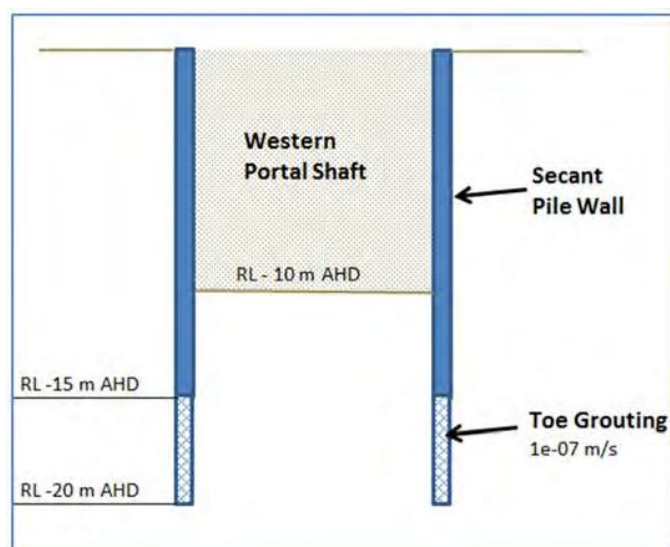 Western
Portal Shaft
Secant
Pile Wall
RL - 10 m AHD
RL -15 m AHD
Toe Grouting
1e-07 m/s
RL -20 m AHD